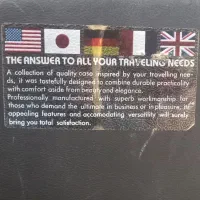 THE ANSWER TO ALL YOUR TRAVELING NEEDS
A collection of quality case inspired by your travelling nee-
ds, it was tastefully designed to combine durable practicality
with comfort aside from beauty and elegance.
Professionally manufactured with superb workmanship for
those who demand the ultimate in business or in pleasure, its
appealing features and accomodating versatility will surely
bring you total satisfaction.